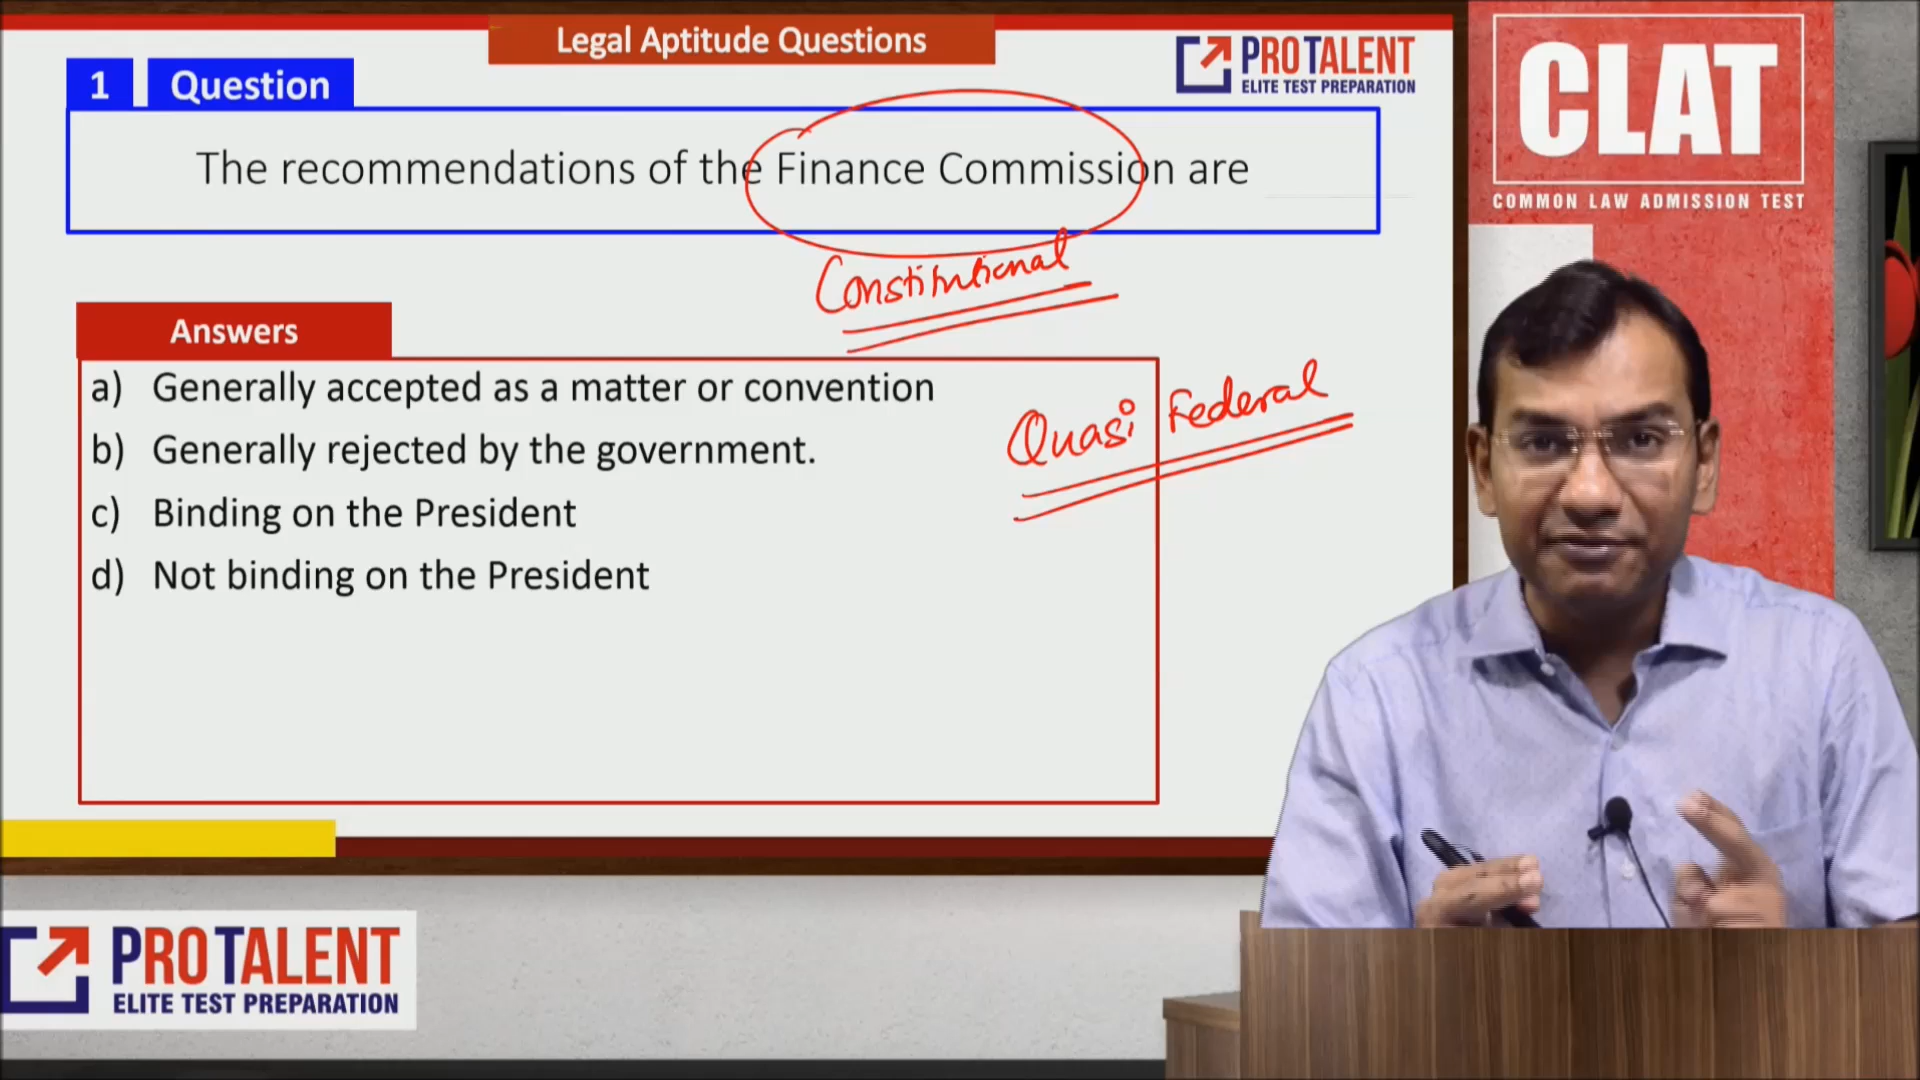 Legal Aptitude Questions
PROTALENT
ELITE TEST PREPARATION
CLAT
COMMON LAW ADMISSION TEST
1 Question
The recommendations of the Finance Commission are
Constitutional
Answers
a) Generally accepted as a matter or convention
b) Generally rejected by the government.
c) Binding on the President
d) Not binding on the President
Quasi Federal
PROTALENT
ELITE TEST PREPARATION